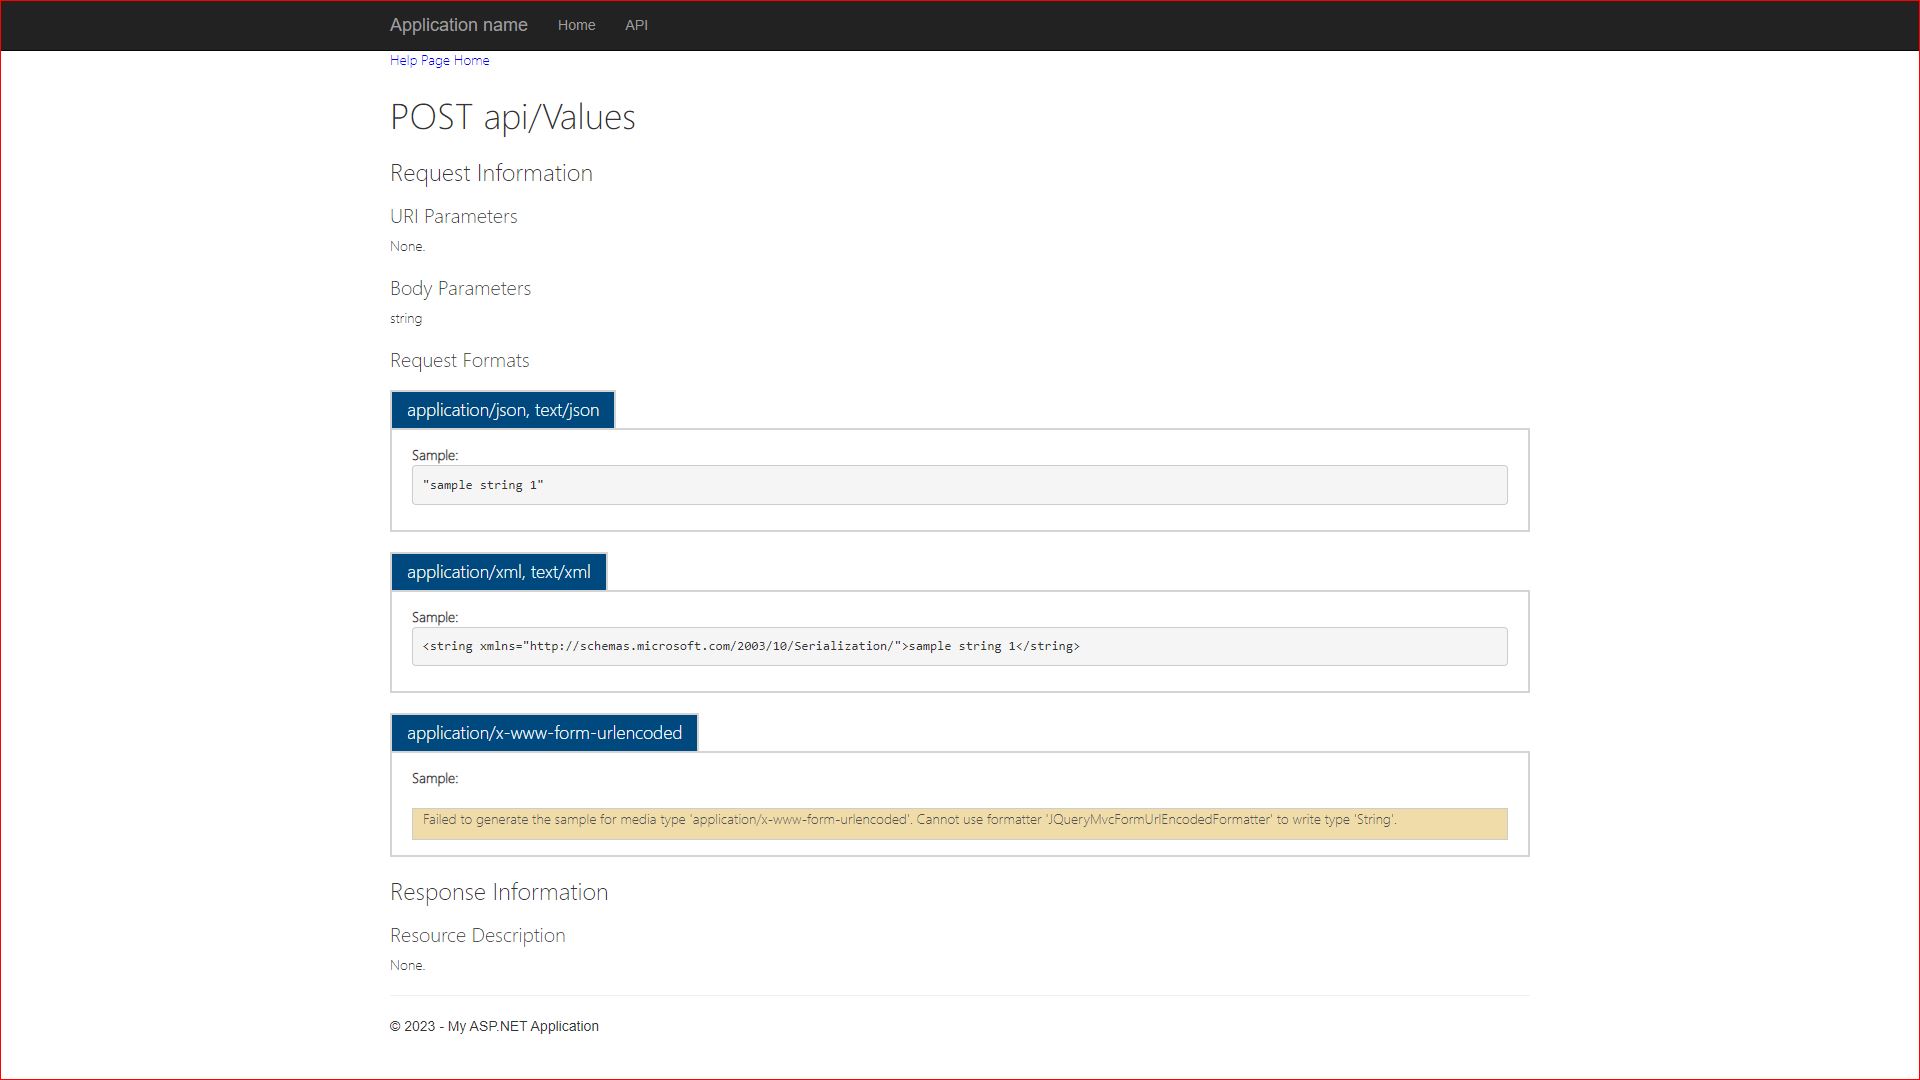 Application name Home API
Help Page Home
POST api/Values
Request Information
URI Parameters
None.
Body Parameters
string
Request Formats
application/json, text/json
Sample:
"sample string 1"
application/xml, text/xml
Sample:
<string xmlns="http://schemas.microsoft.com/2003/10/Serialization/">sample string 1</string>
application/x-www-form-urlencoded
Sample:
Failed to generate the sample for media type 'application/x-www-form-urlencoded'. Cannot use formatter 'JQueryMvcFormUrlEncodedFormatter' to write type 'String'.
Response Information
Resource Description
None.
© 2023 - My ASP.NET Application